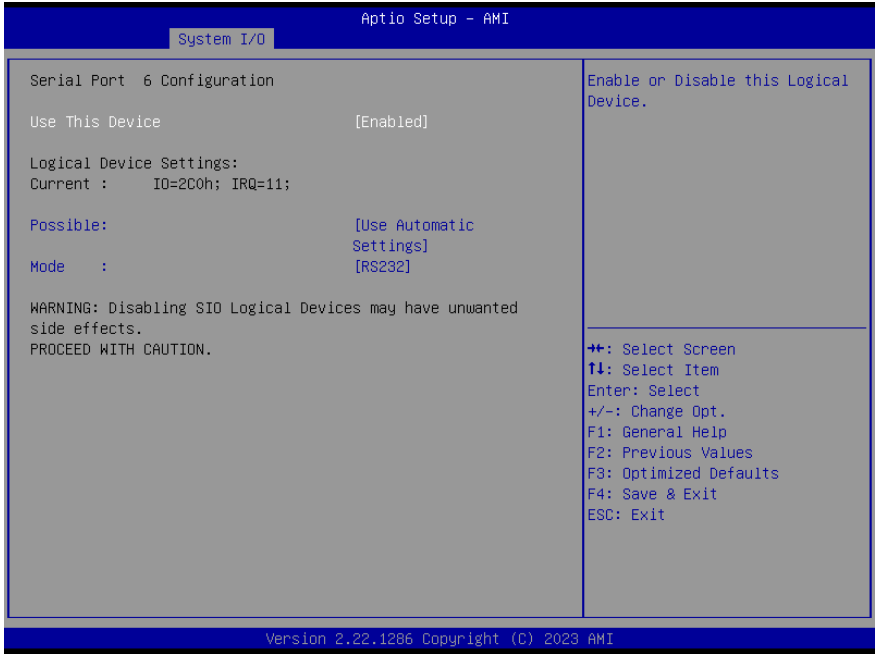 Aptio Setup – AMI
System I/O
Serial Port  6 Configuration
Use This Device [Enabled]
Logical Device Settings:
Current :  IO=2C0h; IRQ=11;
Possible: [Use Automatic
Settings]
Mode : [RS232]
WARNING: Disabling SIO Logical Devices may have unwanted
side effects.
PROCEED WITH CAUTION.
Enable or Disable this Logical
Device.
→←: Select Screen
↑↓: Select Item
Enter: Select
+/-: Change Opt.
F1: General Help
F2: Previous Values
F3: Optimized Defaults
F4: Save & Exit
ESC: Exit
Version 2.22.1286 Copyright (C) 2023 AMI